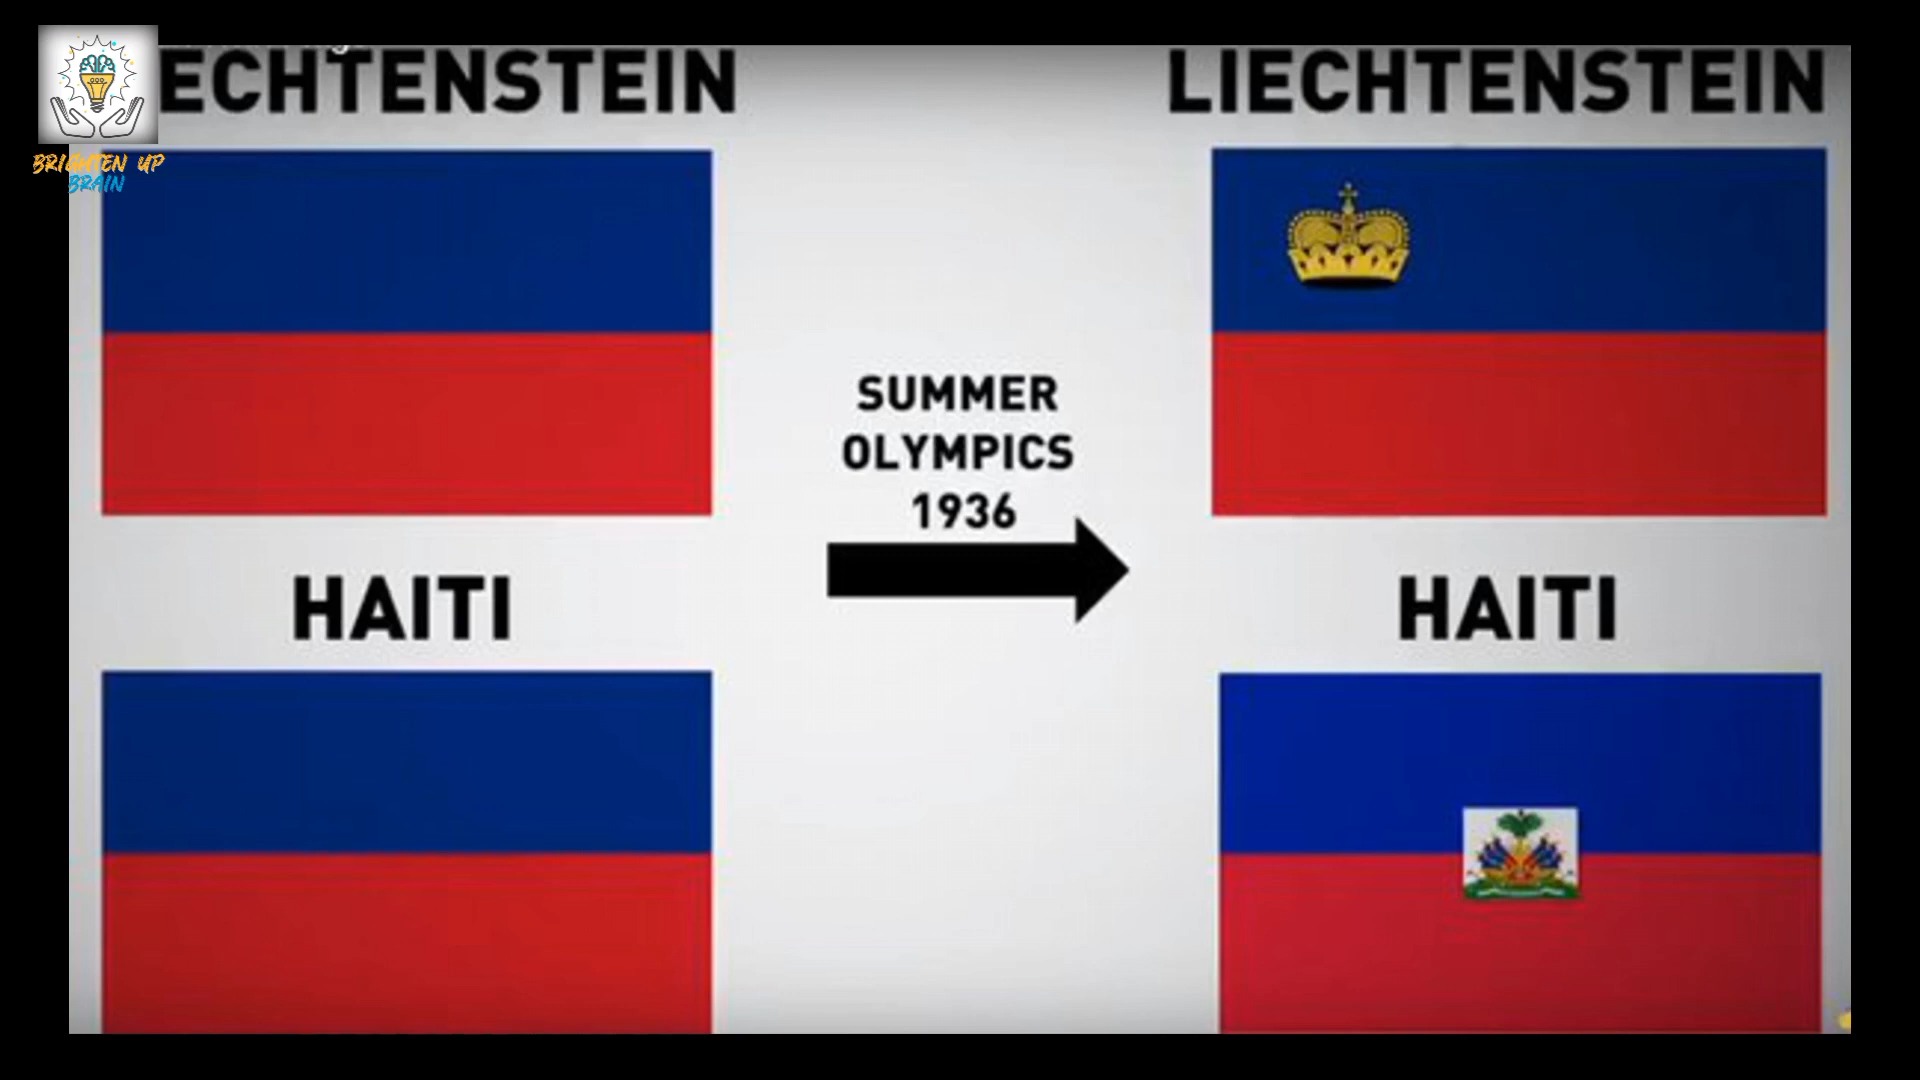 ECHTENSTEIN
LIECHTENSTEIN
BRIGHTEN UP
BRAIN
SUMMER
OLYMPICS
1936
HAITI
HAITI